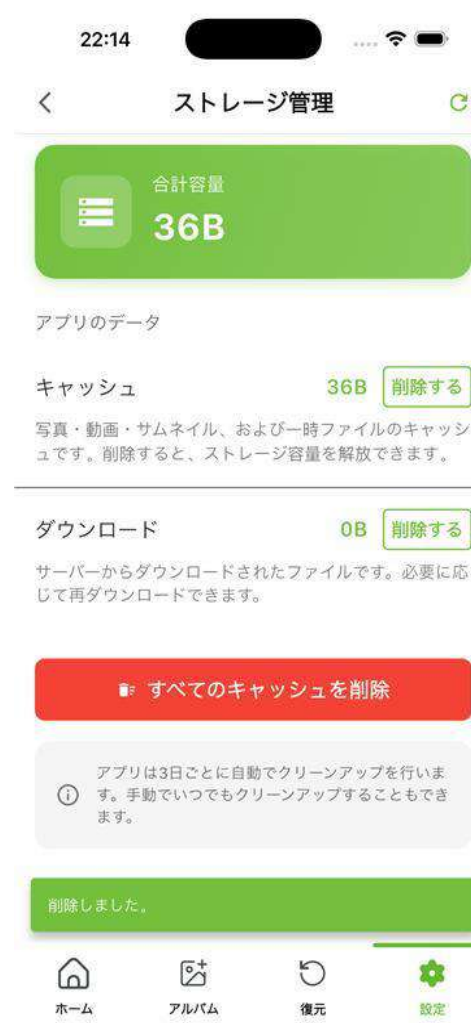 22:14
ストレージ管理
合計容量
36B
アプリのデータ
キャッシュ 36B 削除する
写真・動画・サムネイル、および一時ファイルのキャッシ
ュです。削除すると、ストレージ容量を解放できます。
ダウンロード 0B 削除する
サーバーからダウンロードされたファイルです。必要に応
じて再ダウンロードできます。
すべてのキャッシュを削除
アプリは3日ごとに自動でクリーンアップを行いま
す。手動でいつでもクリーンアップすることもでき
ます。
削除しました。
ホーム アルバム 復元 設定